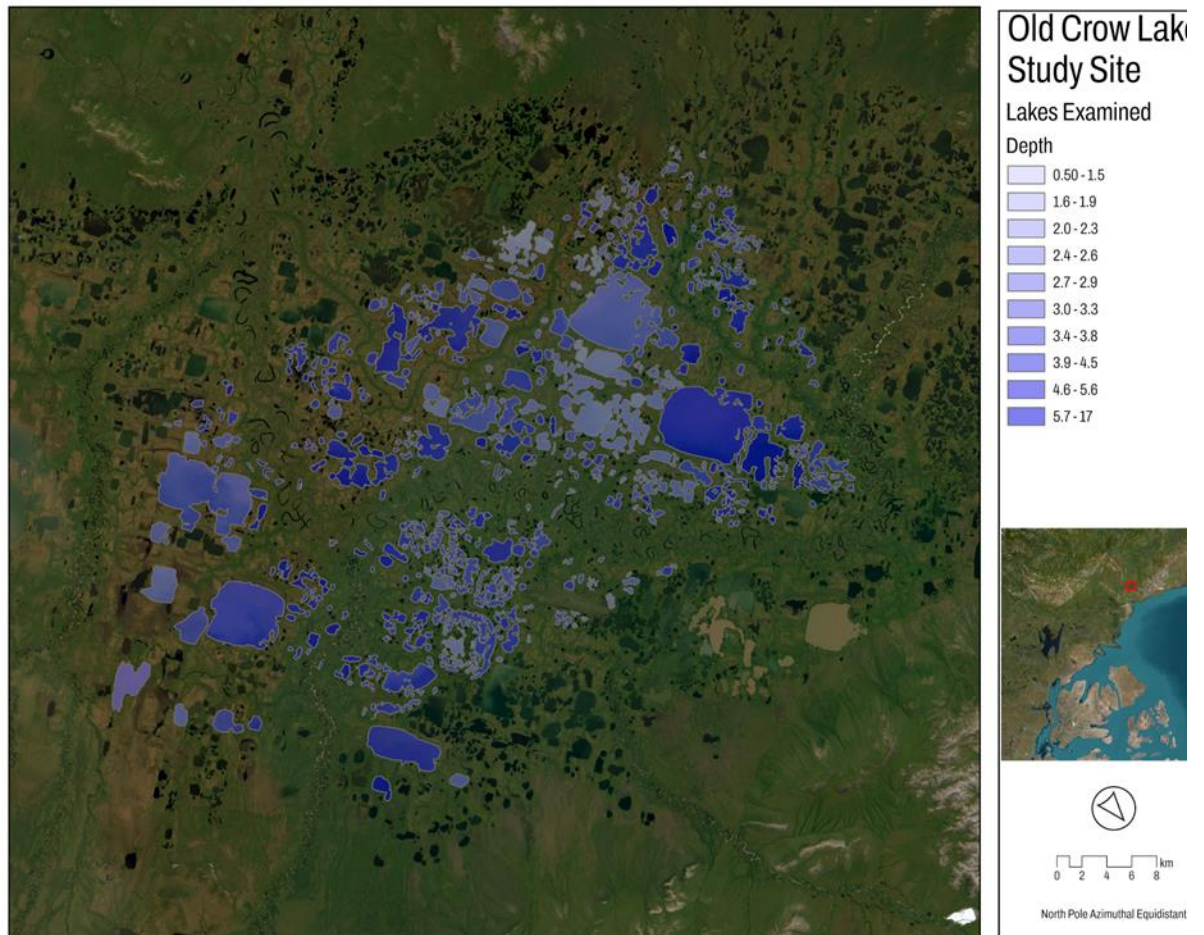 Old Crow Lake
Study Site
Lakes Examined
Depth
0.50 - 1.5
1.6 - 1.9
2.0 - 2.3
2.4 - 2.6
2.7 - 2.9
3.0 - 3.3
3.4 - 3.8
3.9 - 4.5
4.6 - 5.6
5.7 - 17
km
0 2 4 6 8
North Pole Azimuthal Equidistant